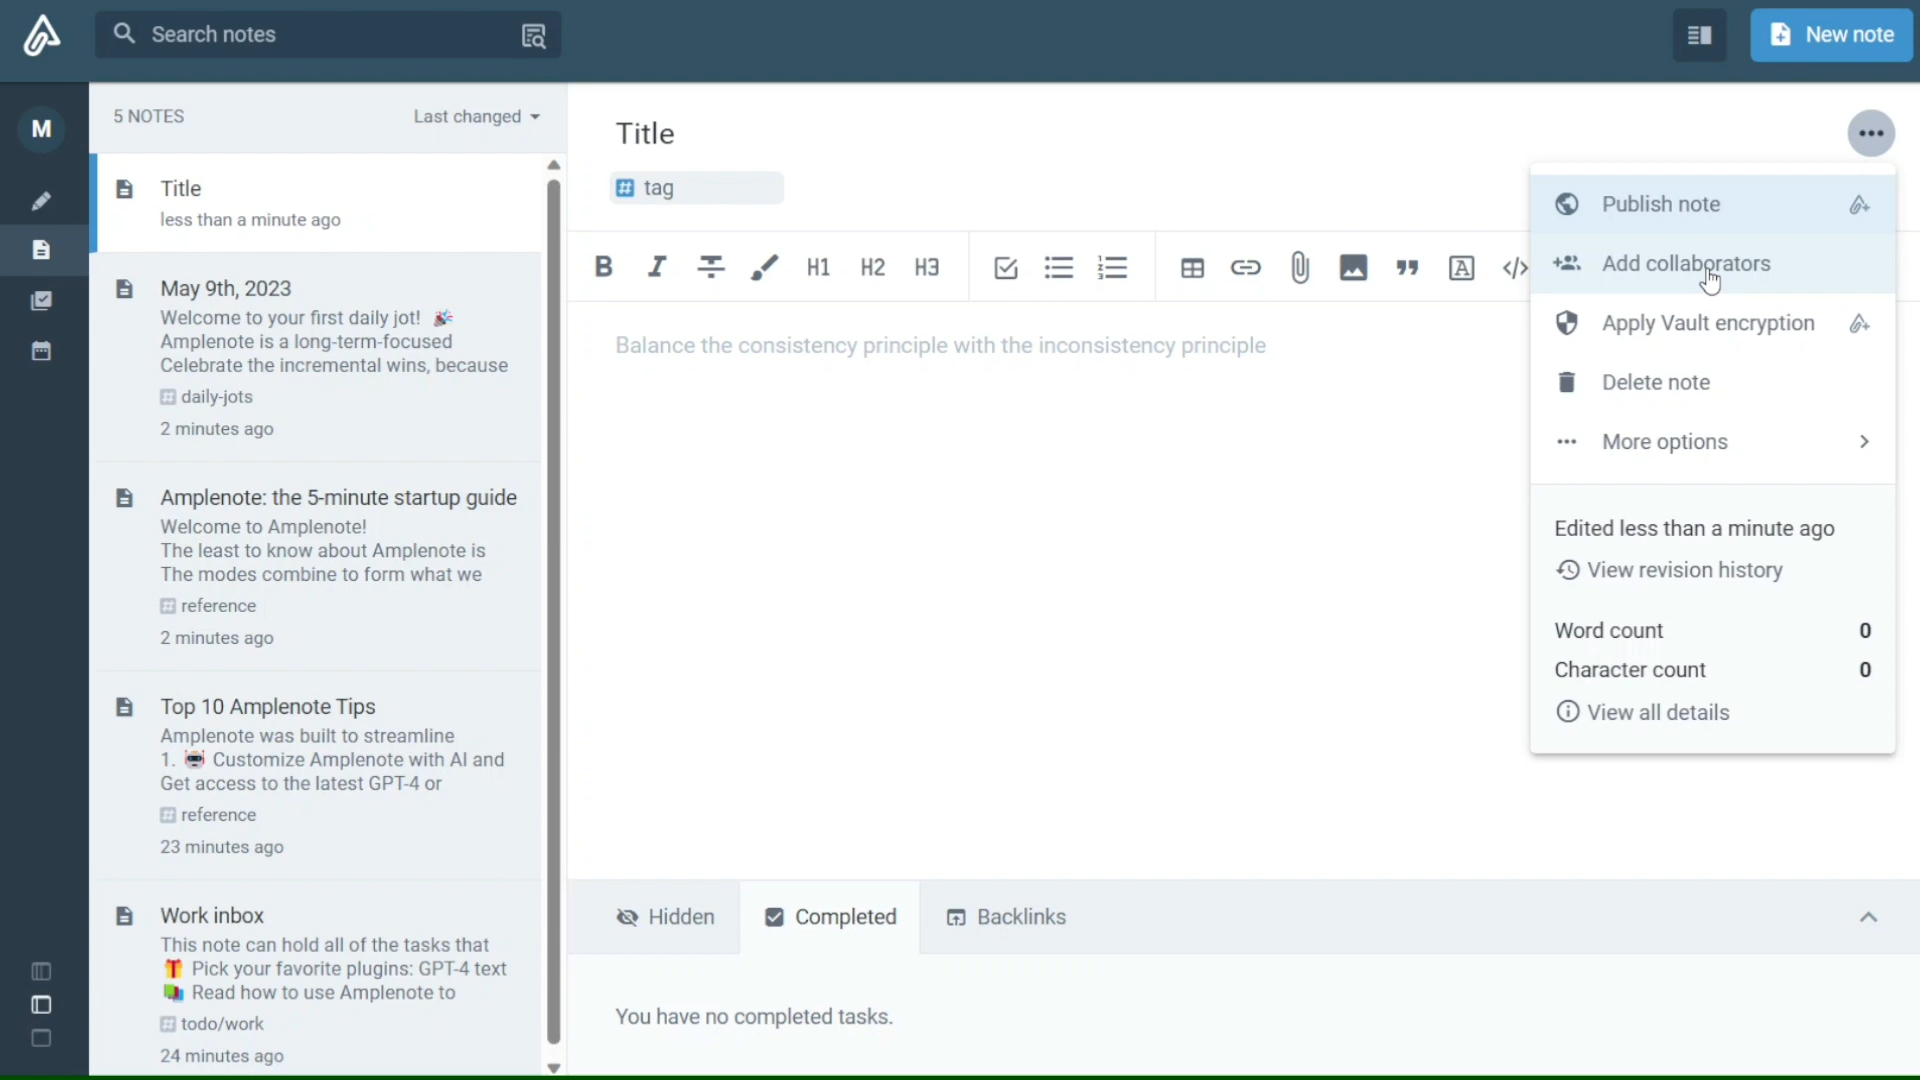 Search notes
New note
M
5 NOTES
Last changed
Title
less than a minute ago
May 9th, 2023
Welcome to your first daily jot! 🎉
Amplenote is a long-term-focused
Celebrate the incremental wins, because
daily-jots
2 minutes ago
Amplenote: the 5-minute startup guide
Welcome to Amplenote!
The least to know about Amplenote is
The modes combine to form what we
reference
2 minutes ago
Top 10 Amplenote Tips
Amplenote was built to streamline
1. 🤖 Customize Amplenote with AI and
Get access to the latest GPT-4 or
reference
23 minutes ago
Work inbox
This note can hold all of the tasks that
🎁 Pick your favorite plugins: GPT-4 text
📚 Read how to use Amplenote to
todo/work
24 minutes ago
Title
# tag
B I S H1 H2 H3 A </>
Balance the consistency principle with the inconsistency principle
Publish note
Add collaborators
Apply Vault encryption
Delete note
More options
Edited less than a minute ago
View revision history
Word count 0
Character count 0
View all details
Hidden
Completed
Backlinks
You have no completed tasks.